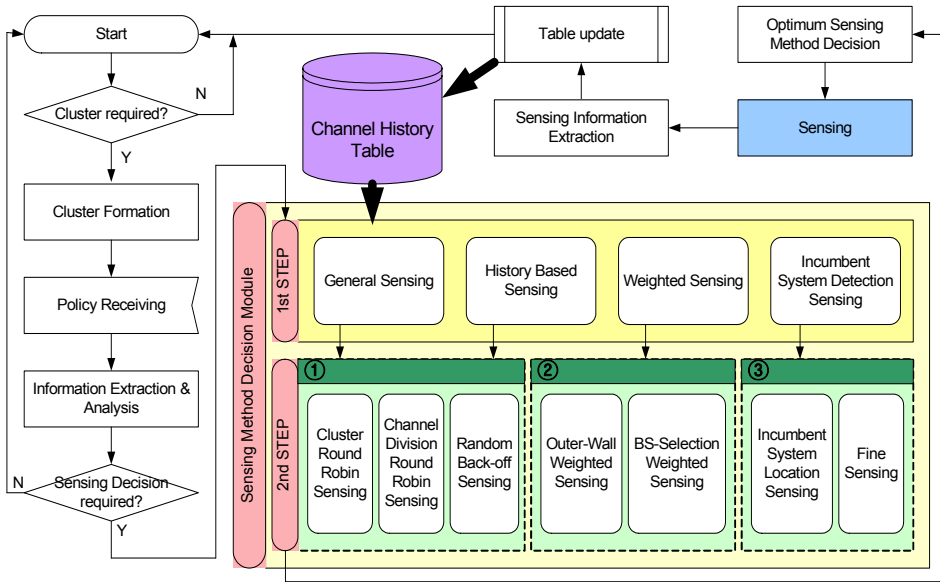 Start
Cluster required?
N
Y
Cluster Formation
Policy Receiving
Information Extraction &
Analysis
Sensing Decision
required?
N
Y
Table update
Channel History
Table
Sensing Information
Extraction
Optimum Sensing
Method Decision
Sensing
Sensing Method Decision Module
1st STEP
General Sensing
History Based
Sensing
Weighted Sensing
Incumbent
System Detection
Sensing
2nd STEP
①
Cluster
Round
Robin
Sensing
Channel
Division
Round
Robin
Sensing
Random
Back-off
Sensing
②
Outer-Wall
Weighted
Sensing
BS-Selection
Weighted
Sensing
③
Incumbent
System
Location
Sensing
Fine
Sensing